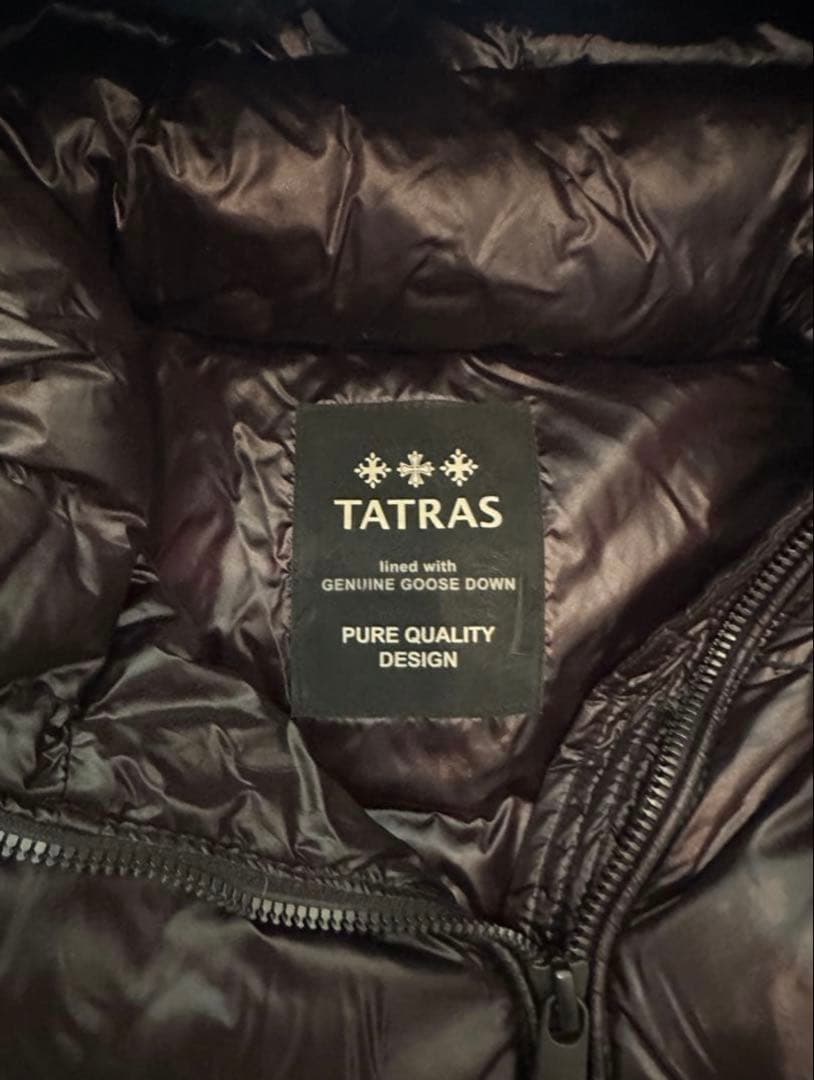 TATRAS
lined with
GENUINE GOOSE DOWN
PURE QUALITY
DESIGN